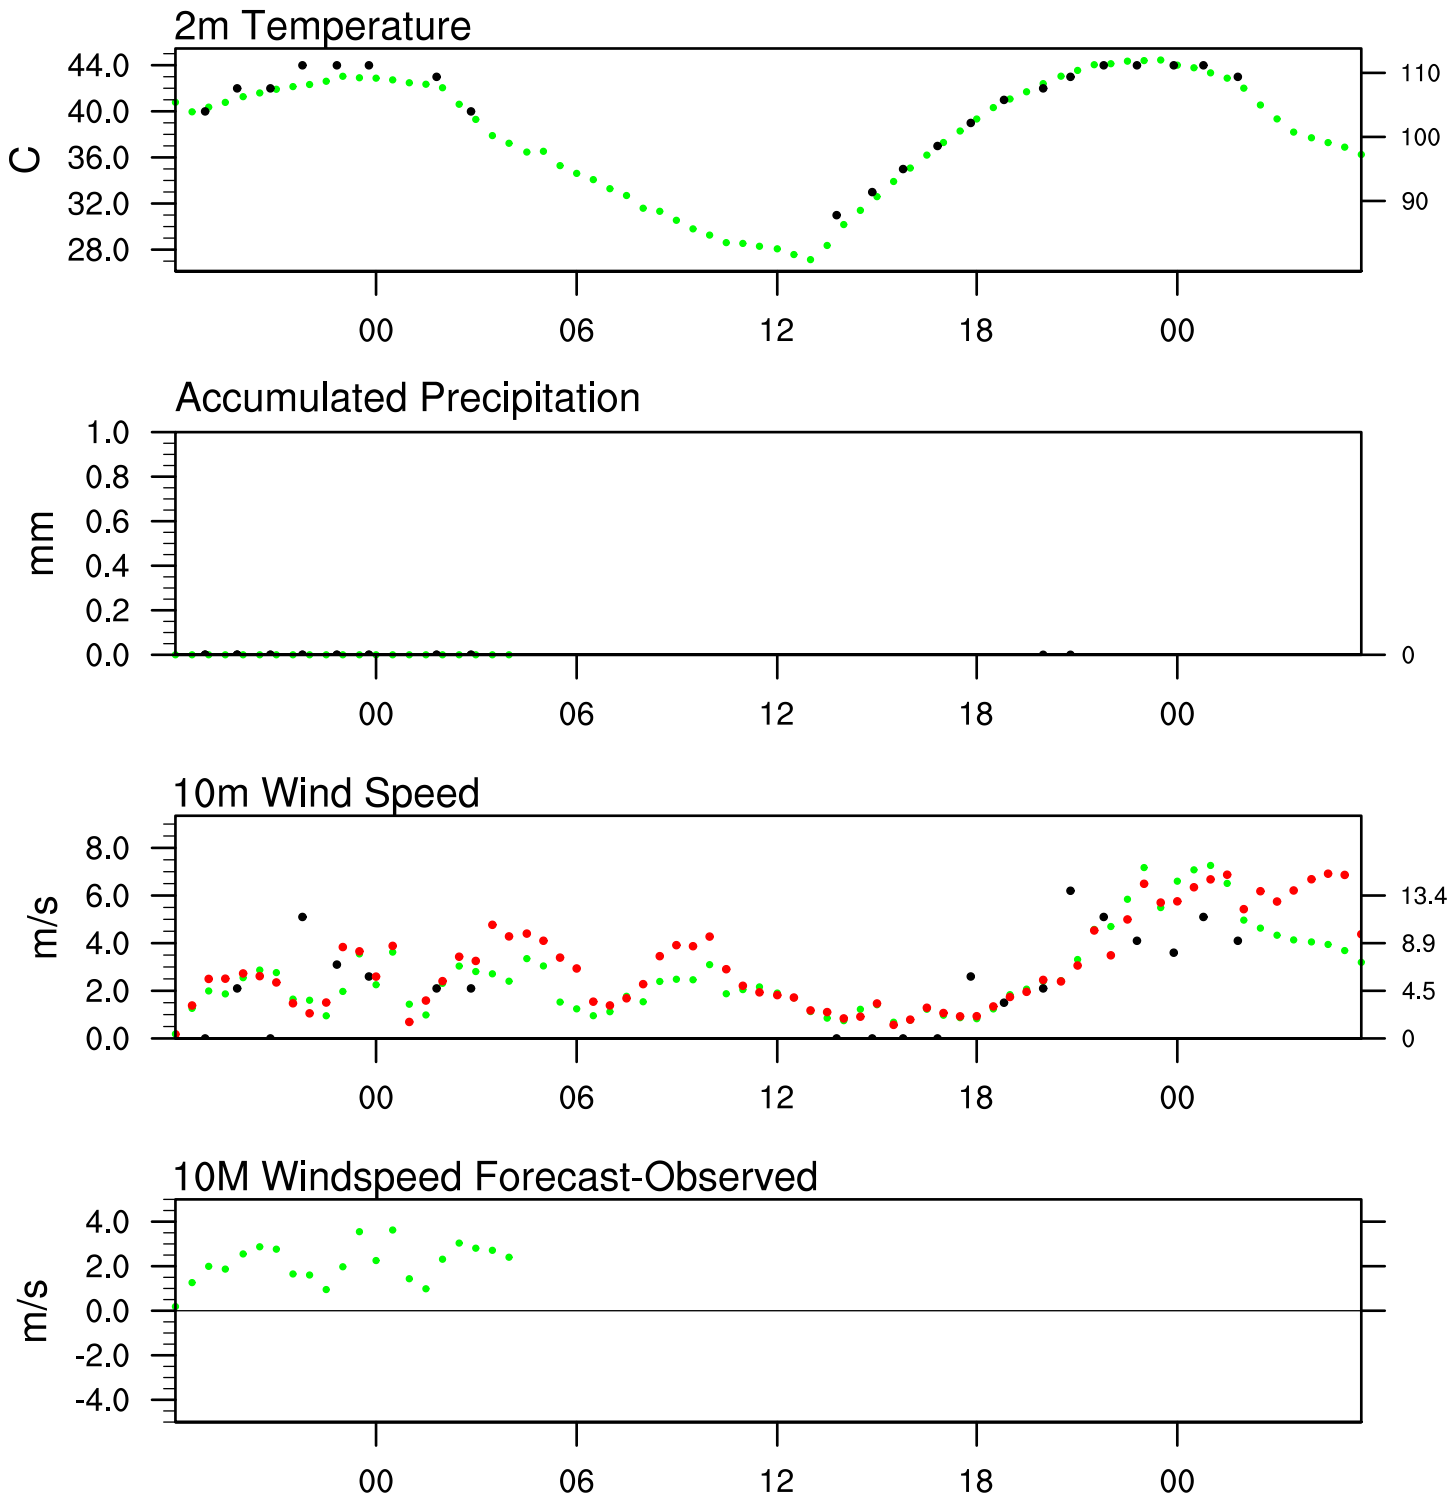 2m Temperature
44.0
40.0
36.0
32.0
28.0
C
110
100
90
00 06 12 18 00
Accumulated Precipitation
1.0
0.8
0.6
0.4
0.2
0.0
mm
0
00 06 12 18 00
10m Wind Speed
8.0
6.0
4.0
2.0
0.0
m/s
13.4
8.9
4.5
0
00 06 12 18 00
10M Windspeed Forecast-Observed
4.0
2.0
0.0
-2.0
-4.0
m/s
00 06 12 18 00